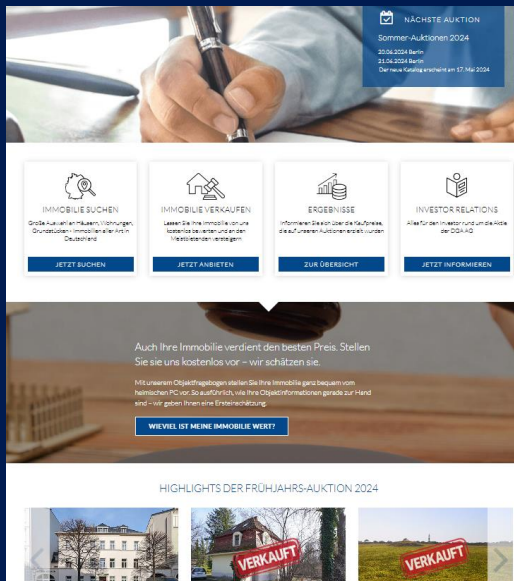 NÄCHSTE AUKTION
Sommer-Auktionen 2024
20.06.2024 Berlin
21.06.2024 Berlin
Der neue Katalog erscheint am 17. Mai 2024
IMMOBILIE SUCHEN
Große Auswahl an Häusern, Wohnungen,
Grundstücken - Immobilien aller Art in
Deutschland
JETZT SUCHEN
IMMOBILIE VERKAUFEN
Lassen Sie Ihre Immobilie von uns
kostenlos bewerten und an den
Meistbietenden versteigern
JETZT ANBIETEN
ERGEBNISSE
Informieren Sie sich über die Kaufpreise,
die auf unseren Auktionen erzielt wurden
ZUR ÜBERSICHT
INVESTOR RELATIONS
Alles für den Investor rund um die Aktie
der DGA AG
JETZT INFORMIEREN
Auch Ihre Immobilie verdient den besten Preis. Stellen
Sie sie uns kostenlos vor – wir schätzen sie.
Mit unserem Objektfragebogen stellen Sie Ihre Immobilie ganz bequem vom
heimischen PC vor. So ausführlich, wie Ihre Objektinformationen gerade zur Hand
sind – wir geben Ihnen eine Ersteinschätzung.
WIEVIEL IST MEINE IMMOBILIE WERT?
HIGHLIGHTS DER FRÜHJAHRS-AUKTION 2024
VERKAUFT
VERKAUFT